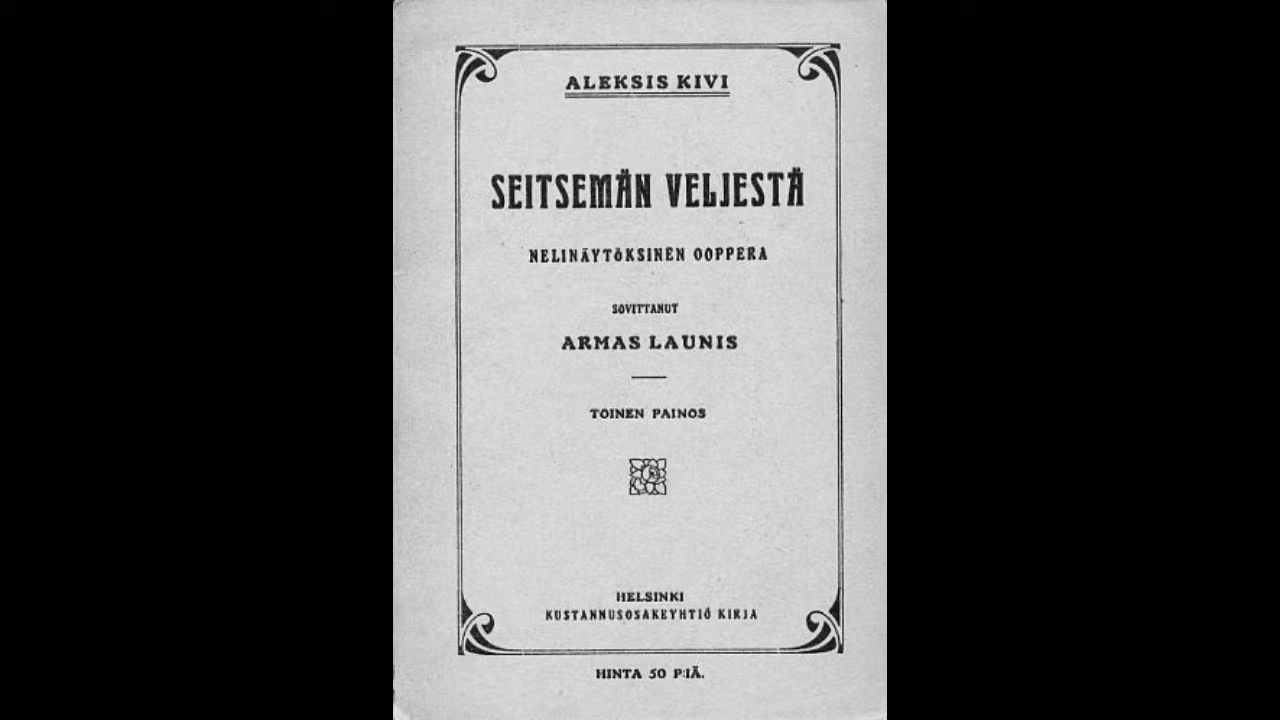 ALEKSIS KIVI
SEITSEMÄN VELJESTÄ
NELINÄYTÖKSINEN OOPPERA
SOVITTANUT
ARMAS LAUNIS
TOINEN PAINOS
HELSINKI
KUSTANNUSOSAKEYHTIÖ KIRJA
HINTA 50 P:IÄ.